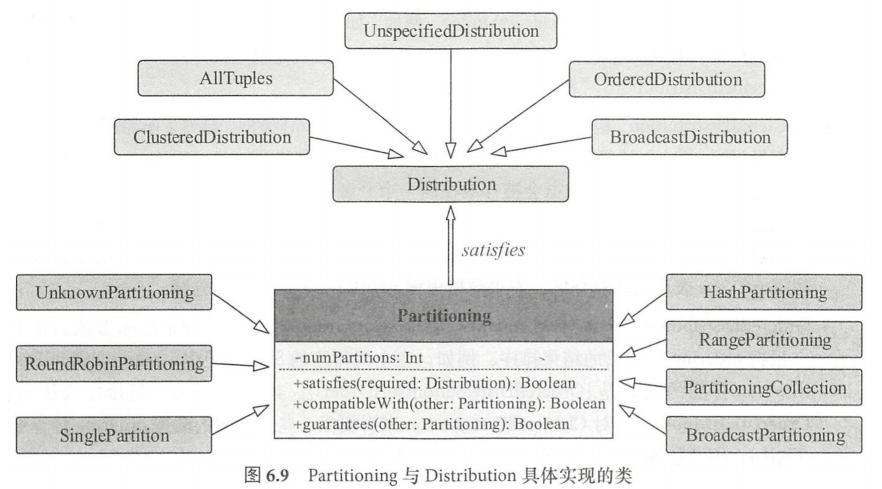 UnspecifiedDistribution
AllTuples
OrderedDistribution
ClusteredDistribution
BroadcastDistribution
Distribution
satisfies
UnknownPartitioning
Partitioning
HashPartitioning
-numPartitions: Int
RangePartitioning
RoundRobinPartitioning
+satisfies(required: Distribution): Boolean
PartitioningCollection
+compatibleWith(other: Partitioning): Boolean
+guarantees(other: Partitioning): Boolean
SinglePartition
BroadcastPartitioning
图 6.9 Partitioning 与 Distribution 具体实现的类